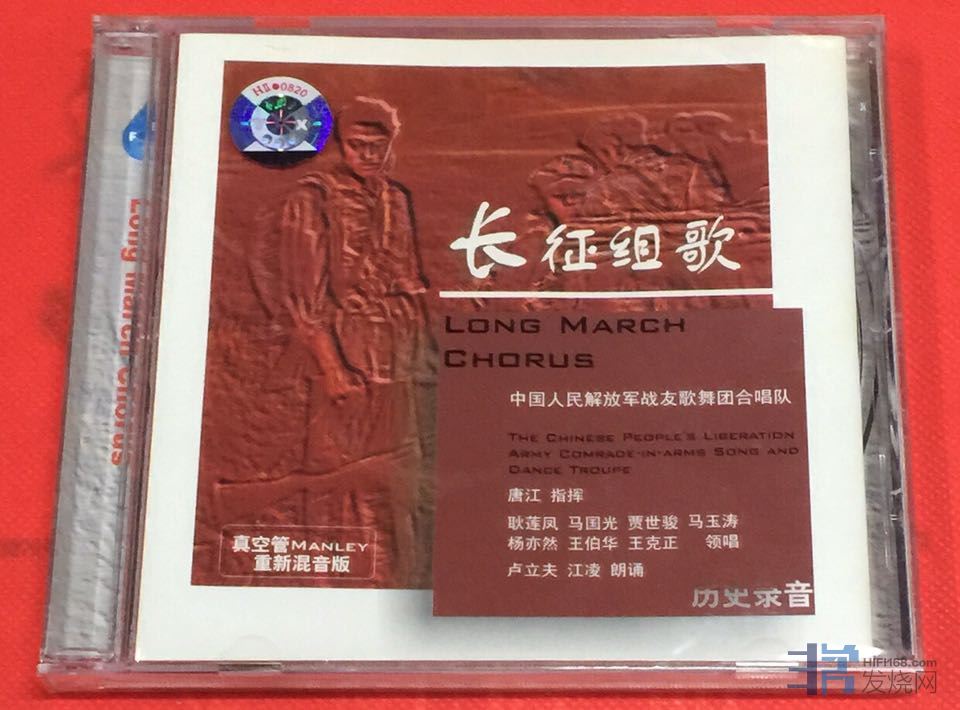 HⅡ●0820
长征组歌
LONG MARCH
CHORUS
中国人民解放军战友歌舞团合唱队
THE CHINESE PEOPLE'S LIBERATION
ARMY COMRADE-IN-ARMS SONG AND
DANCE TROUPE
唐江 指挥
耿莲凤 马国光 贾世骏 马玉涛
杨亦然 王伯华 王克正 领唱
卢立夫 江凌 朗诵
历史录音
真空管MANLEY
重新混音版
Long March Chorus
HIFI168.com
发烧网